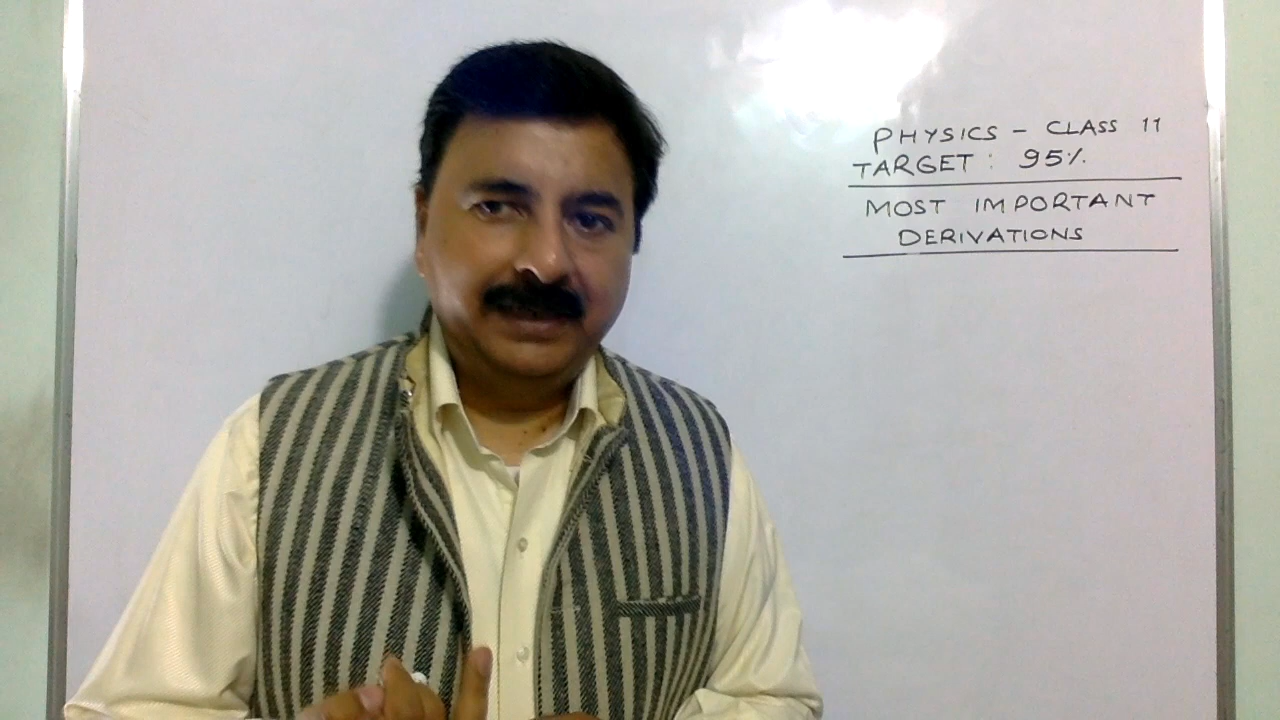 PHYSICS - CLASS 11
TARGET : 95%
MOST IMPORTANT
DERIVATIONS